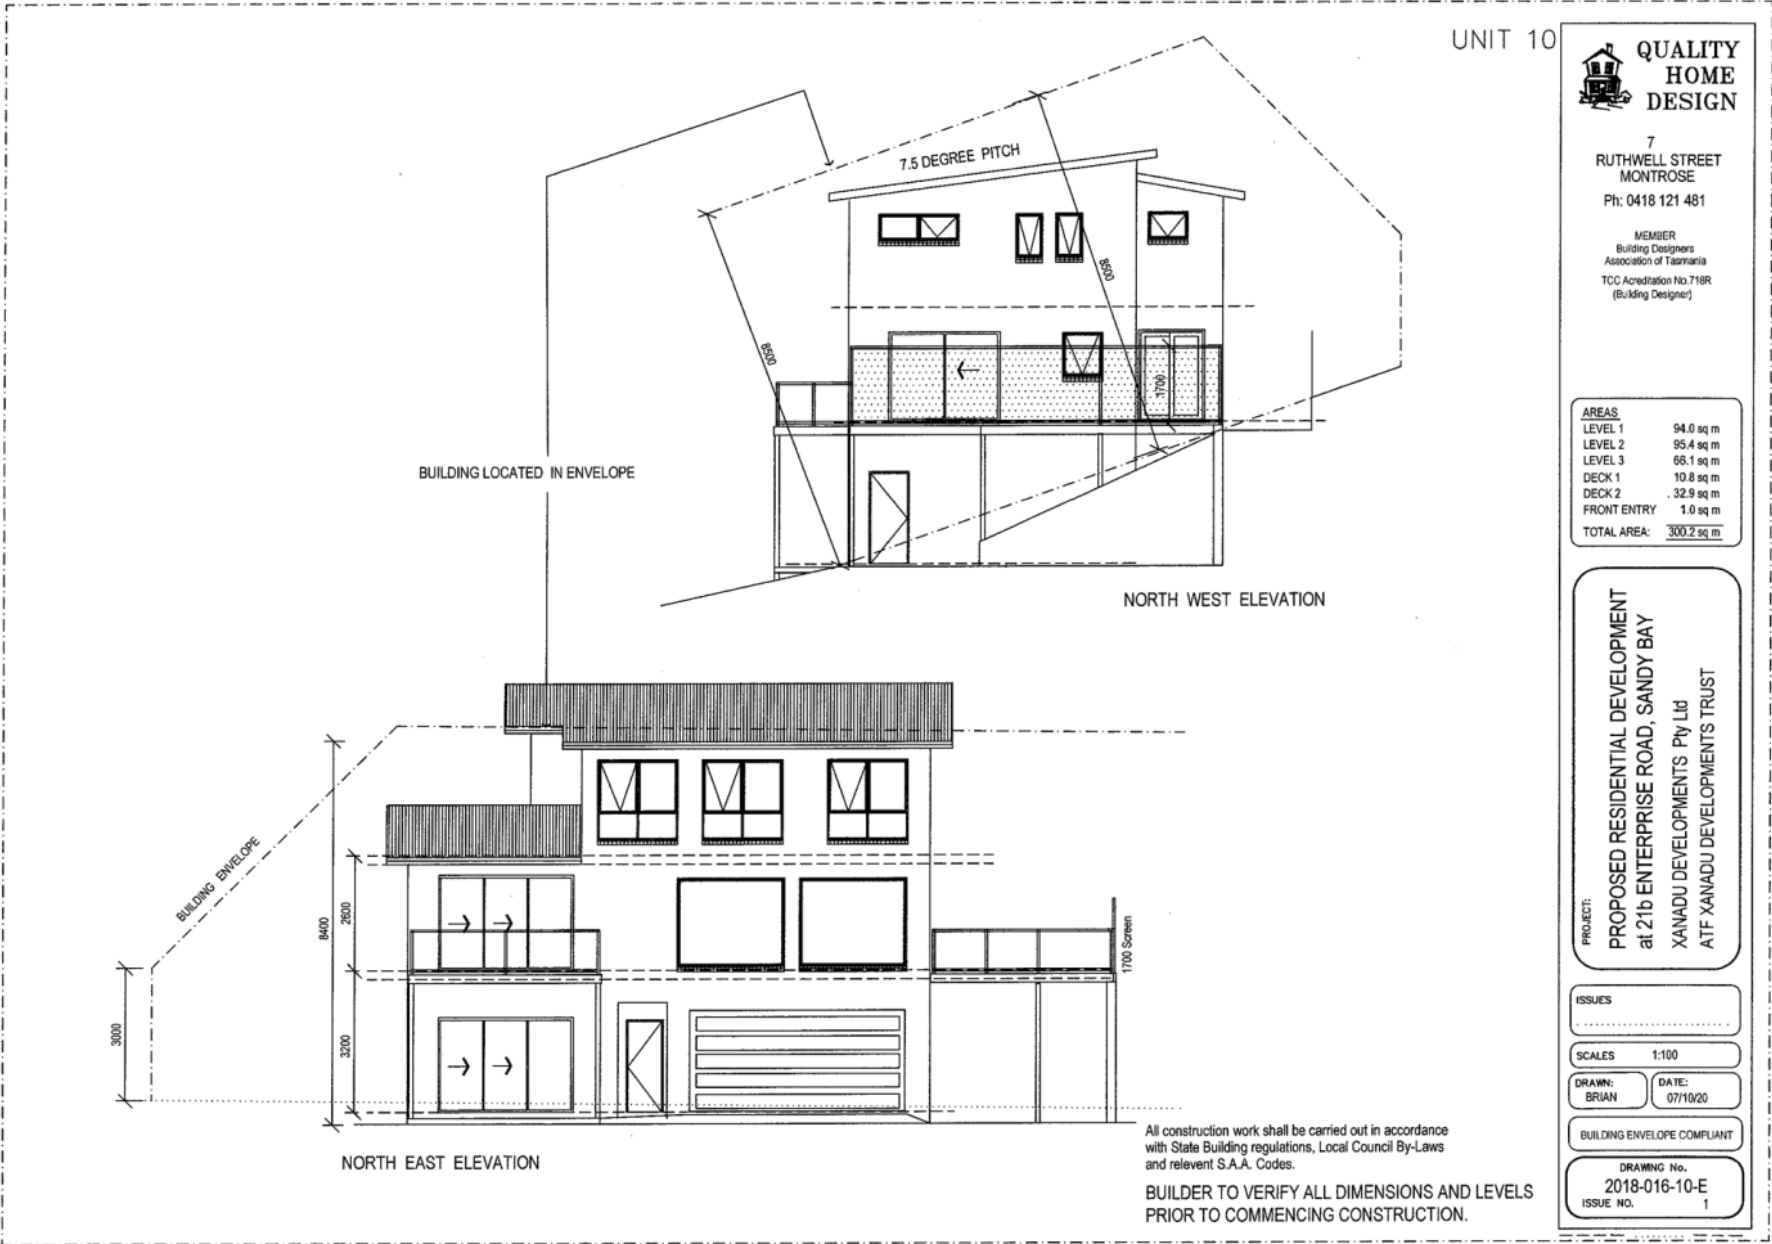 UNIT 10
QUALITY
HOME
DESIGN
7
RUTHWELL STREET
MONTROSE
Ph: 0418 121 481
MEMBER
Building Designers
Association of Tasmania
TCC Acreditation No.718R
(Building Designer)
AREAS
LEVEL 1 94.0 sq m
LEVEL 2 95.4 sq m
LEVEL 3 66.1 sq m
DECK 1 10.8 sq m
DECK 2 . 32.9 sq m
FRONT ENTRY 1.0 sq m
TOTAL AREA: 300.2 sq m
PROJECT:
PROPOSED RESIDENTIAL DEVELOPMENT
at 21b ENTERPRISE ROAD, SANDY BAY
XANADU DEVELOPMENTS Pty Ltd
ATF XANADU DEVELOPMENTS TRUST
ISSUES
SCALES 1:100
DRAWN:
BRIAN
DATE:
07/10/20
BUILDING ENVELOPE COMPLIANT
DRAWING No.
2018-016-10-E
ISSUE NO. 1
7.5 DEGREE PITCH
8500
8500
1700
BUILDING LOCATED IN ENVELOPE
NORTH WEST ELEVATION
BUILDING ENVELOPE
3000
8400
2600
3200
1700 Screen
NORTH EAST ELEVATION
All construction work shall be carried out in accordance
with State Building regulations, Local Council By-Laws
and relevent S.A.A. Codes.
BUILDER TO VERIFY ALL DIMENSIONS AND LEVELS
PRIOR TO COMMENCING CONSTRUCTION.